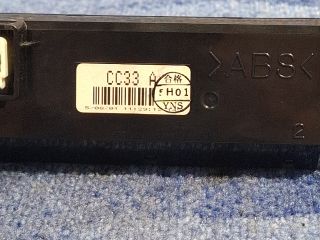 CC33 A
合格
H01
YNS
>ABS<
2